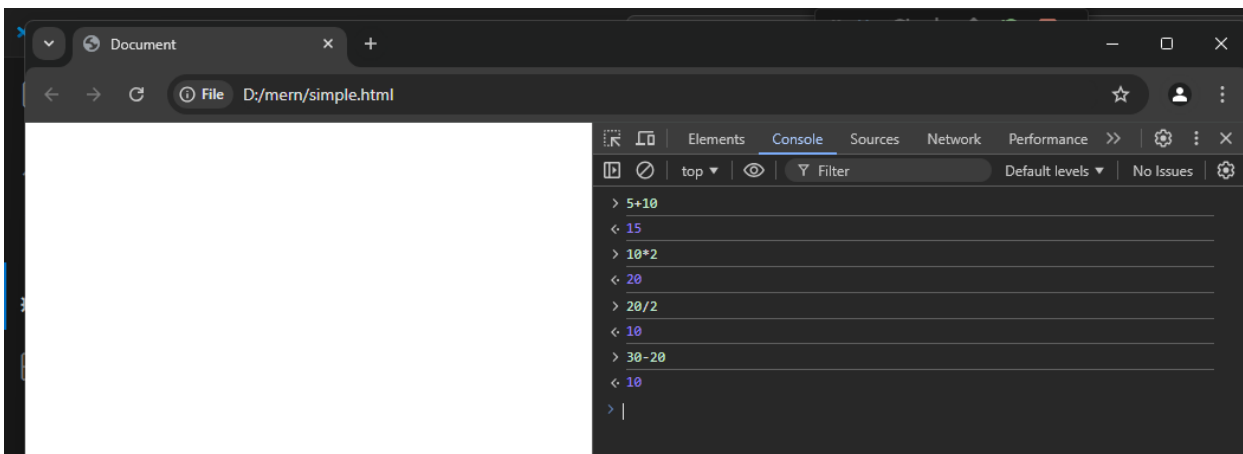 Document
File D:/mern/simple.html
Elements Console Sources Network Performance
top Filter Default levels No Issues
> 5+10
15
> 10*2
20
> 20/2
10
> 30-20
10
>